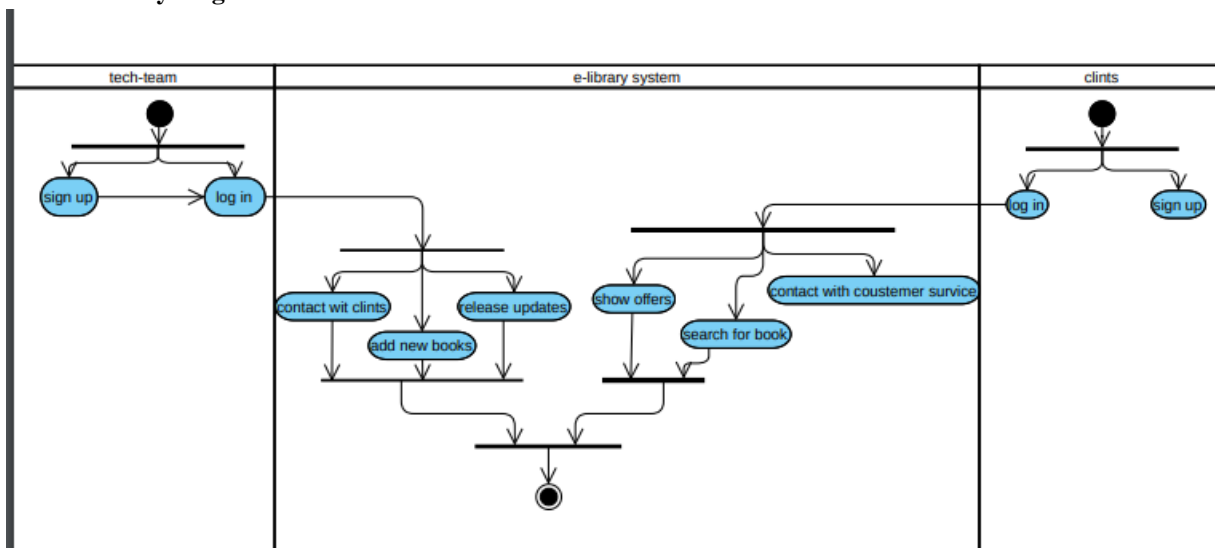 tech-team
e-library system
clints
sign up
log in
log in
sign up
contact wit clints
release updates
add new books
show offers
contact with coustemer survice
search for book